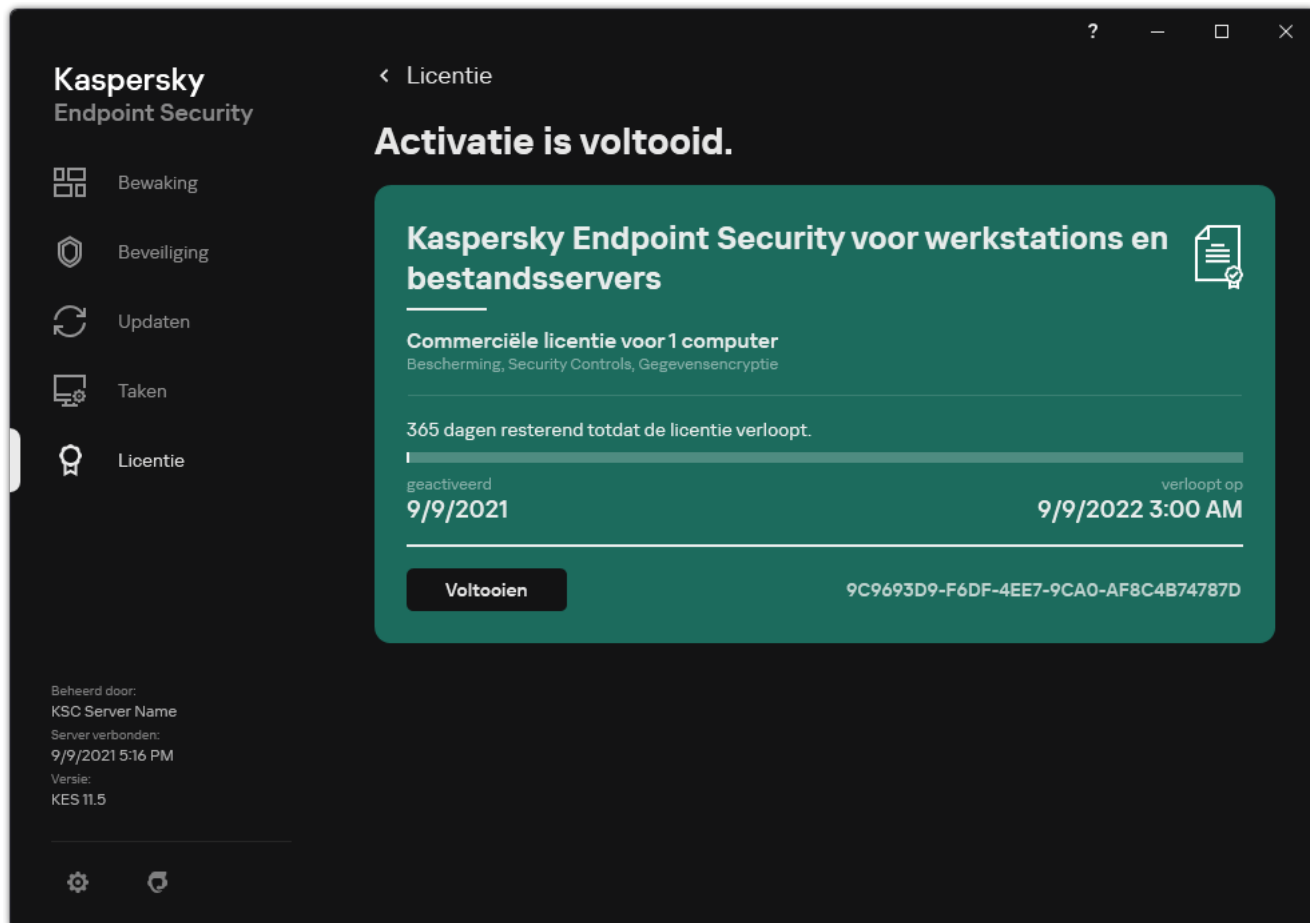 ?
Kaspersky
Endpoint Security
Bewaking
Beveiliging
Updaten
Taken
Licentie
Beheerd door:
KSC Server Name
Server verbonden:
9/9/2021 5:16 PM
Versie:
KES 11.5
Licentie
Activatie is voltooid.
Kaspersky Endpoint Security voor werkstations en
bestandsservers
Commerciële licentie voor 1 computer
Bescherming, Security Controls, Gegevensencryptie
365 dagen resterend totdat de licentie verloopt.
geactiveerd verloopt op
9/9/2021 9/9/2022 3:00 AM
Voltooien 9C9693D9-F6DF-4EE7-9CA0-AF8C4B74787D